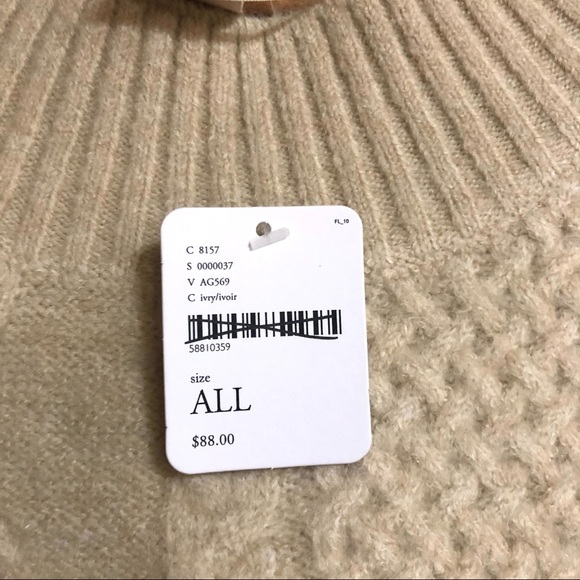 FL_10
C 8157
S 0000037
V AG569
C ivry/ivoir
58810359
size
ALL
$88.00